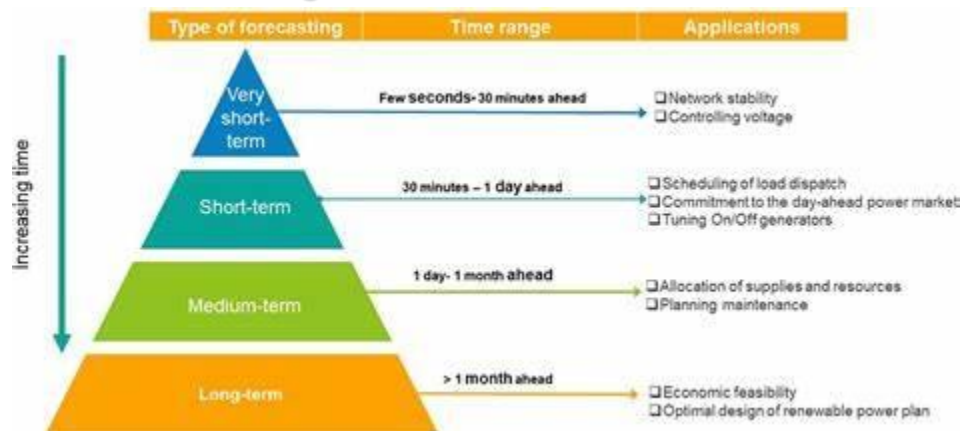 Type of forecasting
Time range
Applications
Increasing time
Very
short-
term
Few seconds- 30 minutes ahead
❑Network stability
❑Controlling voltage
Short-term
30 minutes – 1 day ahead
❑Scheduling of load dispatch
❑Commitment to the day-ahead power market
❑Tuning On/Off generators
Medium-term
1 day- 1 month ahead
❑Allocation of supplies and resources
❑Planning maintenance
Long-term
> 1 month ahead
❑Economic feasibility
❑Optimal design of renewable power plan